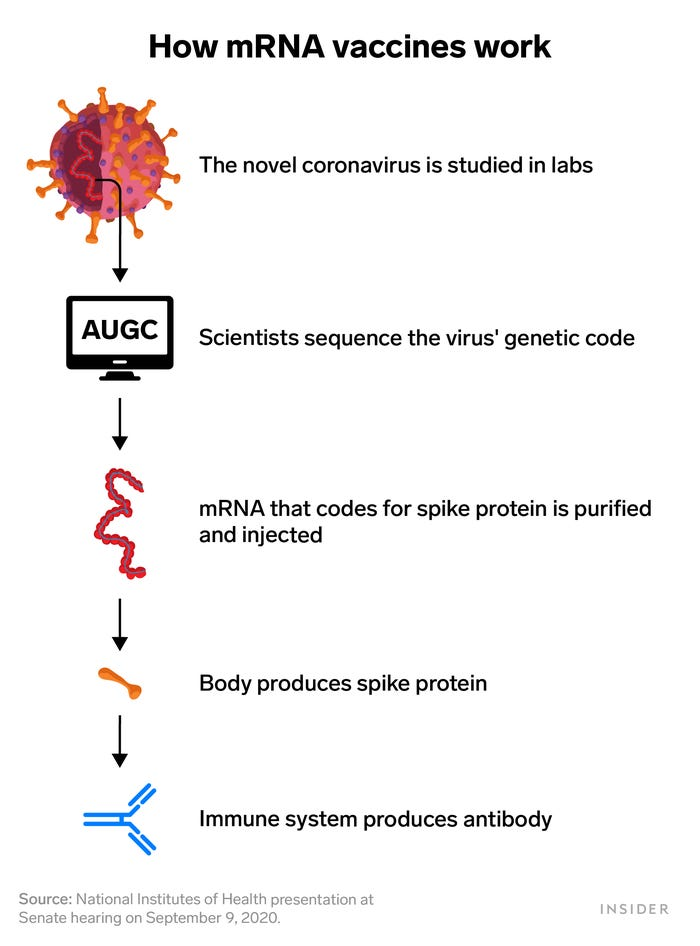 How mRNA vaccines work
The novel coronavirus is studied in labs
AUGC
Scientists sequence the virus' genetic code
mRNA that codes for spike protein is purified
and injected
Body produces spike protein
Immune system produces antibody
Source: National Institutes of Health presentation at
Senate hearing on September 9, 2020.
INSIDER